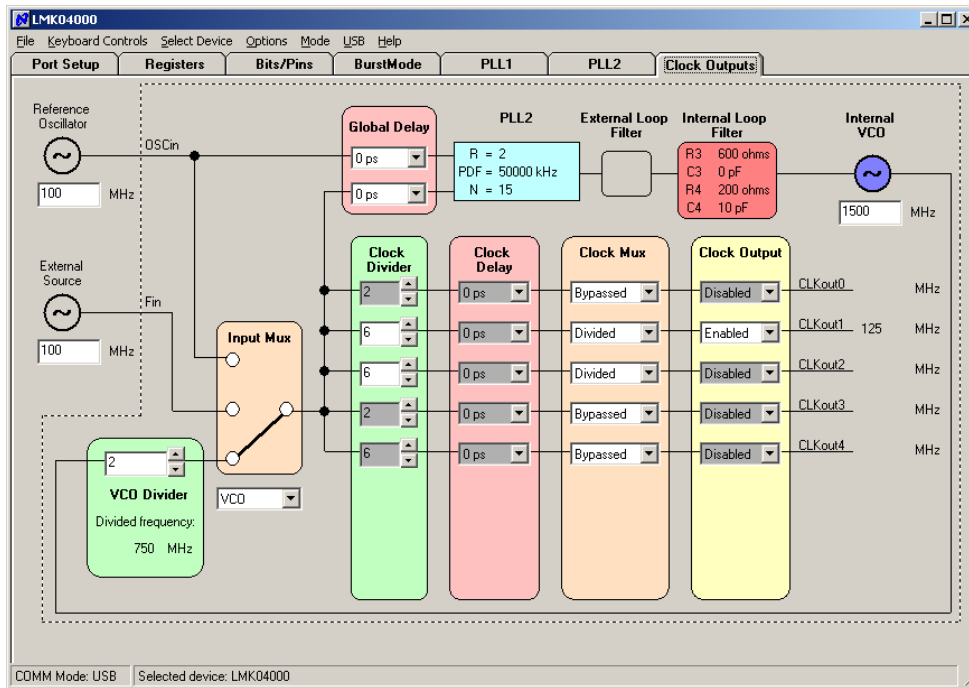 LMK04000
File Keyboard Controls Select Device Options Mode USB Help
Port Setup Registers Bits/Pins BurstMode PLL1 PLL2 Clock Outputs
Reference
Oscillator
100 MHz
OSCin
External
Source
100 MHz
Fin
Global Delay
0 ps
0 ps
PLL2
R = 2
PDF = 50000 kHz
N = 15
External Loop
Filter
Internal Loop
Filter
R3 600 ohms
C3 0 pF
R4 200 ohms
C4 10 pF
Internal
VCO
1500 MHz
Input Mux
VCO
2
VCO Divider
Divided frequency:
750 MHz
Clock
Divider
Clock
Delay
Clock Mux
Clock Output
2 0 ps Bypassed Disabled CLKout0 MHz
6 0 ps Divided Enabled CLKout1 125 MHz
6 0 ps Divided Disabled CLKout2 MHz
2 0 ps Bypassed Disabled CLKout3 MHz
6 0 ps Bypassed Disabled CLKout4 MHz
COMM Mode: USB Selected device: LMK04000